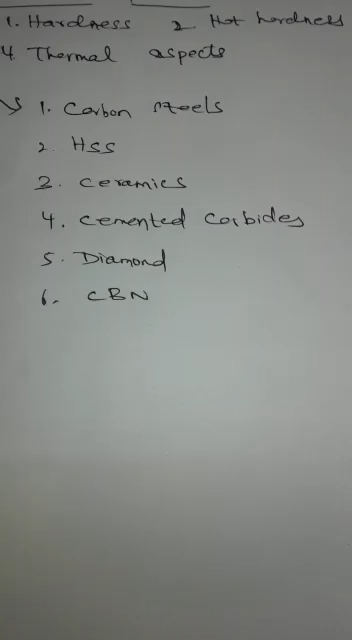 1. Hardness 2. Hot hardness
4. Thermal aspects
1. Carbon steels
2. HSS
3. Ceramics
4. Cemented Carbides
5. Diamond
6. CBN